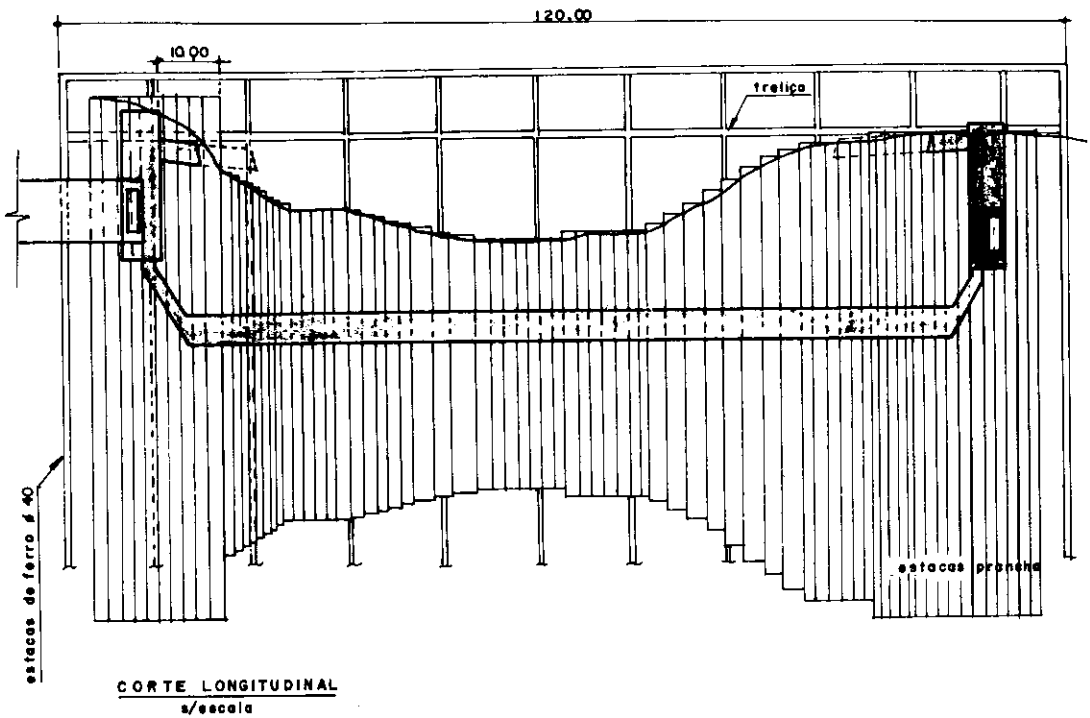 120.00
10.00
treliça
estacas de ferro ø 40
estacas prancha
CORTE LONGITUDINAL
s/escala